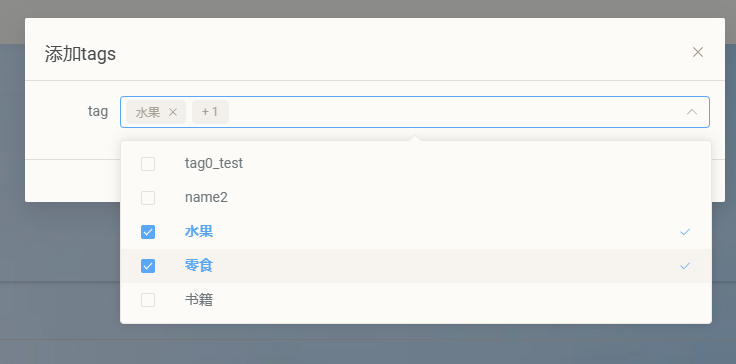 添加tags
tag 水果 + 1
tag0_test
name2
水果
零食
书籍